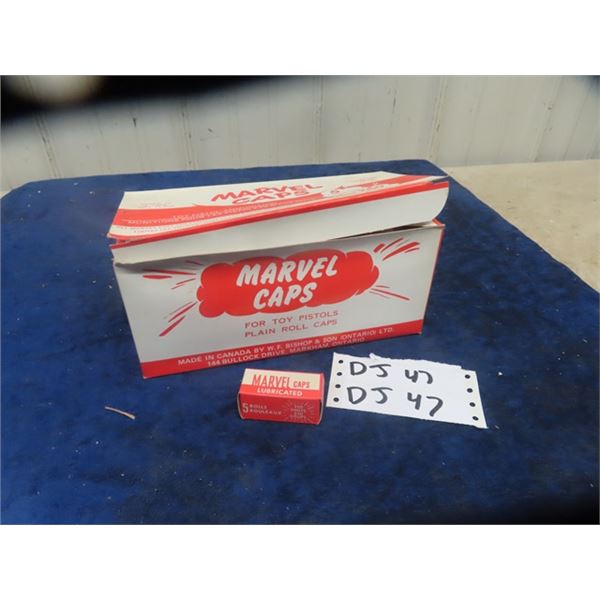 MARVEL
CAPS
MARVEL
CAPS
FOR TOY PISTOLS
PLAIN ROLL CAPS
MADE IN CANADA BY W.F. BISHOP & SON (ONTARIO) LTD.
144 BULLOCK DRIVE, MARKHAM, ONTARIO
MARVEL CAPS
LUBRICATED
5 ROLLS
ROULEAUX
DJ 47
DJ 47